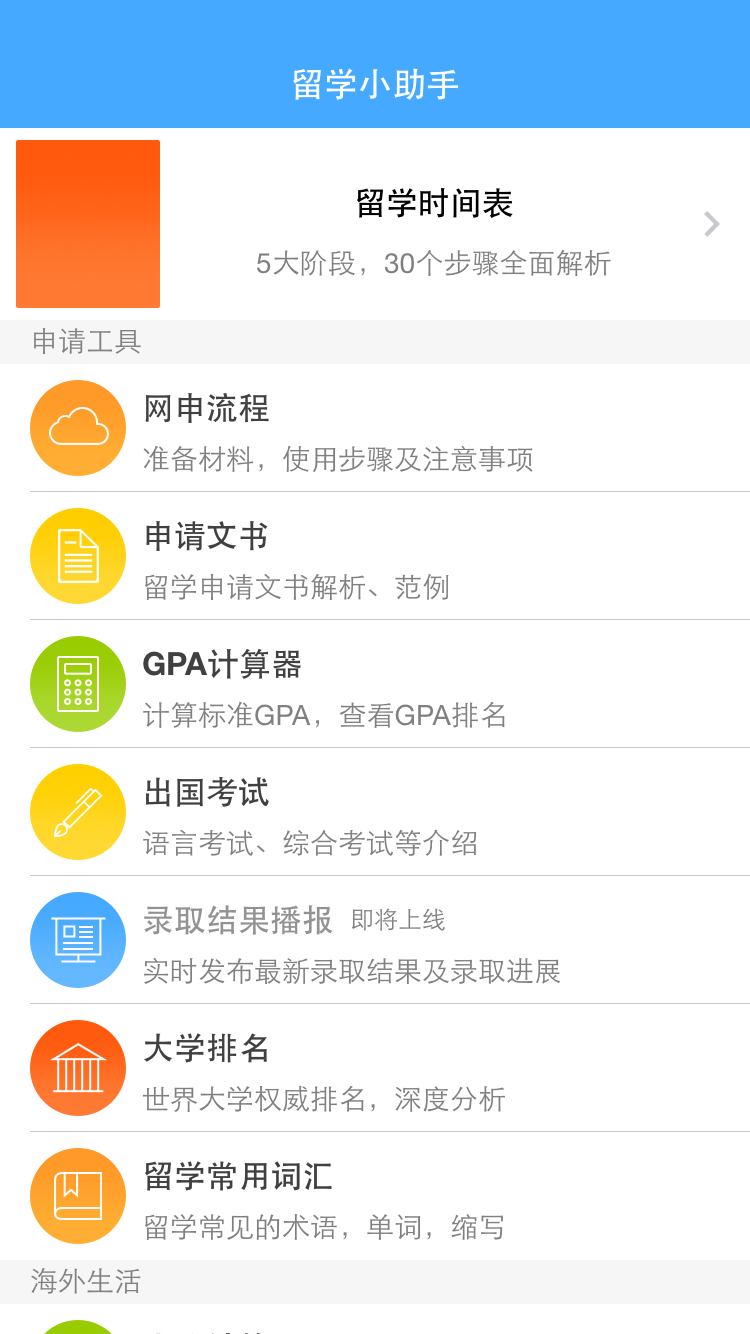 留学小助手
留学时间表
5大阶段，30个步骤全面解析
申请工具
网申流程
准备材料，使用步骤及注意事项
申请文书
留学申请文书解析、范例
GPA计算器
计算标准GPA，查看GPA排名
出国考试
语言考试、综合考试等介绍
录取结果播报 即将上线
实时发布最新录取结果及录取进展
大学排名
世界大学权威排名，深度分析
留学常用词汇
留学常见的术语，单词，缩写
海外生活